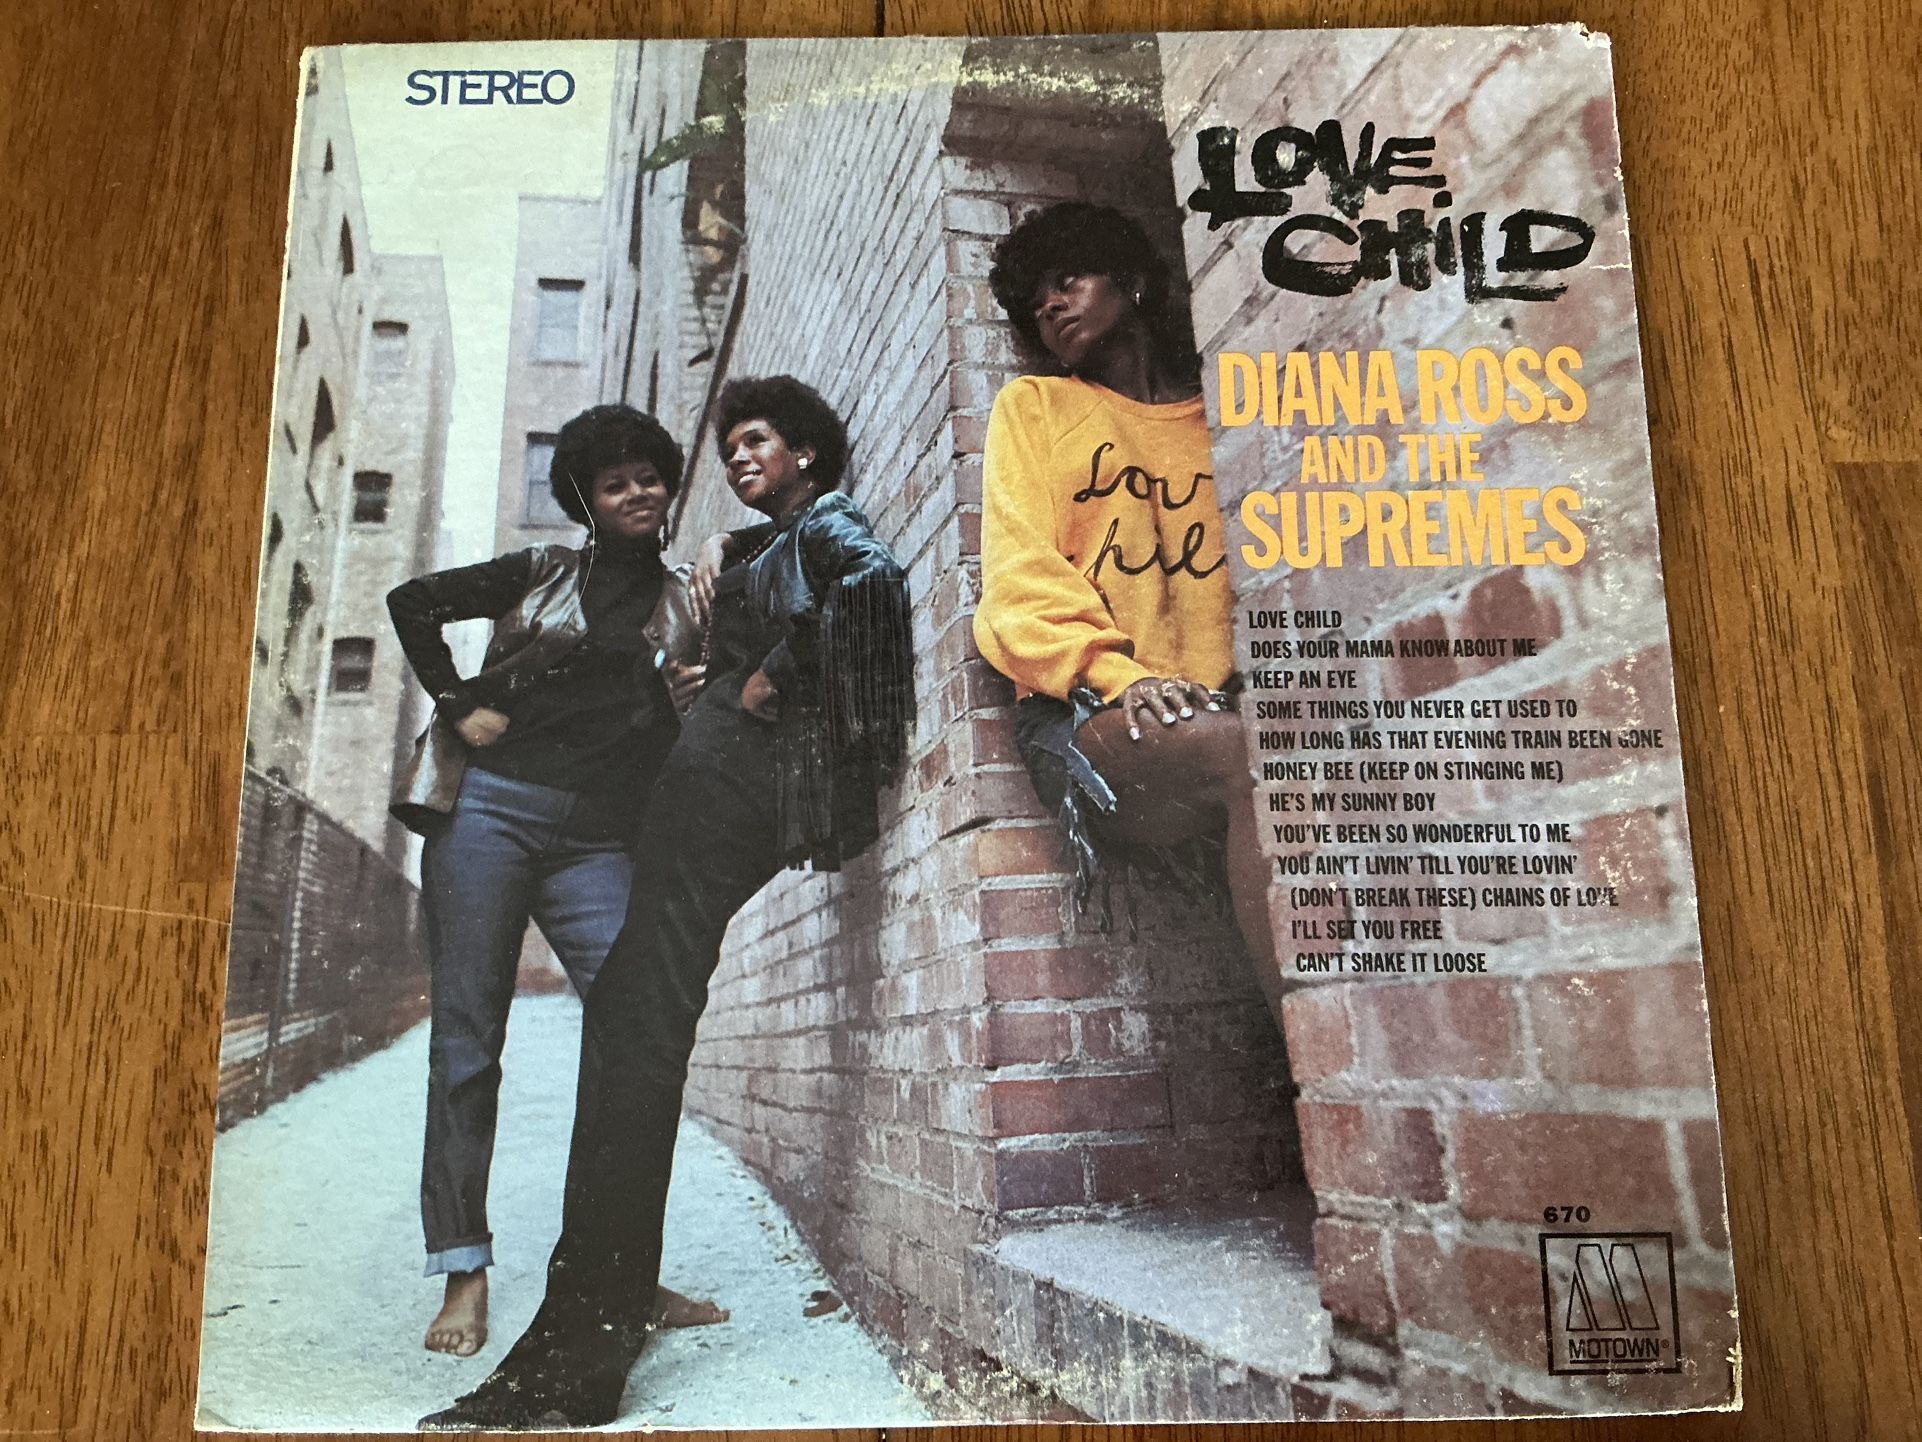 STEREO
LOVE
CHILD
DIANA ROSS
AND THE
SUPREMES
Lov
hil
LOVE CHILD
DOES YOUR MAMA KNOW ABOUT ME
KEEP AN EYE
SOME THINGS YOU NEVER GET USED TO
HOW LONG HAS THAT EVENING TRAIN BEEN GONE
HONEY BEE (KEEP ON STINGING ME)
HE'S MY SUNNY BOY
YOU'VE BEEN SO WONDERFUL TO ME
YOU AIN'T LIVIN' TILL YOU'RE LOVIN'
(DON'T BREAK THESE) CHAINS OF LOVE
I'LL SET YOU FREE
CAN'T SHAKE IT LOOSE
670
MOTOWN®